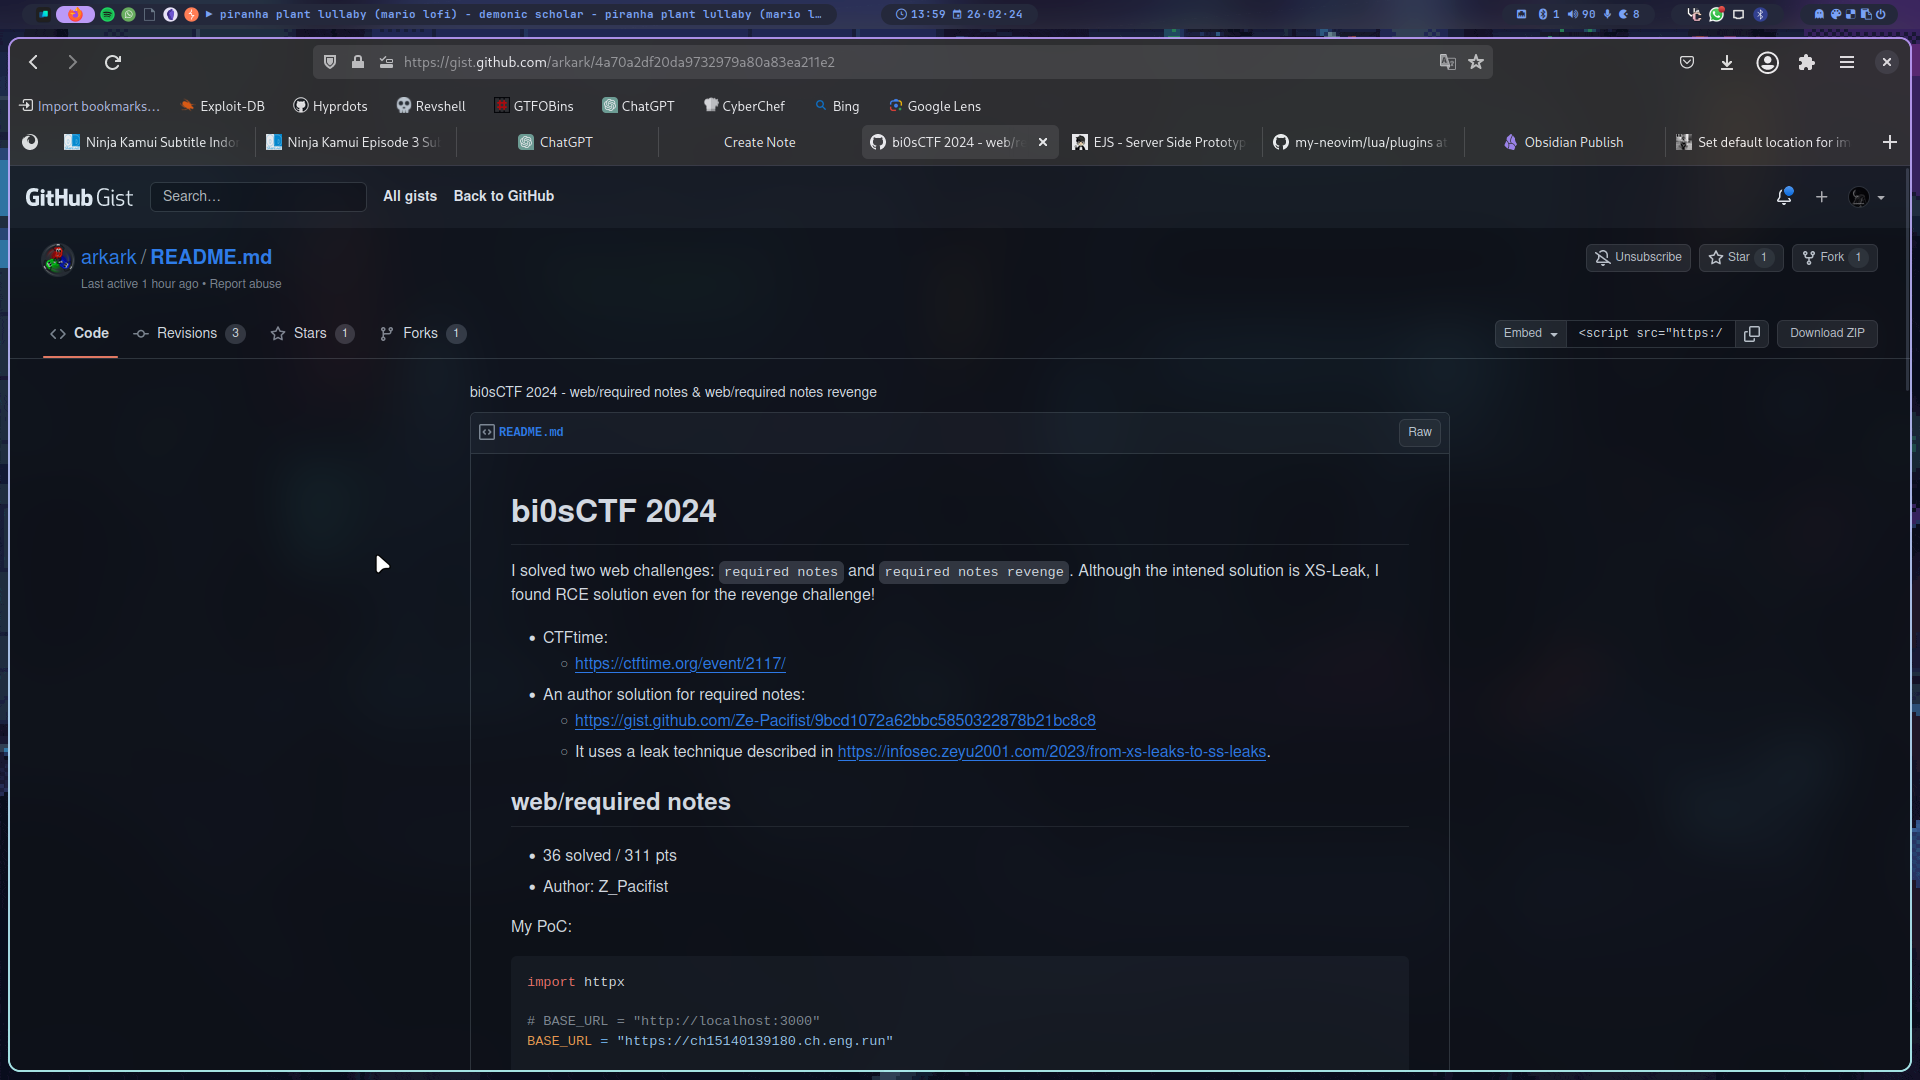 piranha plant lullaby (mario lofi) - demonic scholar - piranha plant lullaby (mario l…
13:59 26·02·24
1 90 8
https://gist.github.com/arkark/4a70a2df20da9732979a80a83ea211e2
Import bookmarks…
Exploit-DB
Hyprdots
Revshell
GTFOBins
ChatGPT
CyberChef
Bing
Google Lens
Ninja Kamui Subtitle Indo
Ninja Kamui Episode 3 Su
ChatGPT
Create Note
bi0sCTF 2024 - web/re
EJS - Server Side Prototyp
my-neovim/lua/plugins at
Obsidian Publish
Set default location for im
GitHub Gist
Search…
All gists
Back to GitHub
arkark / README.md
Last active 1 hour ago • Report abuse
Unsubscribe
Star 1
Fork 1
Code
Revisions 3
Stars 1
Forks 1
Embed
<script src="https:/
Download ZIP
bi0sCTF 2024 - web/required notes & web/required notes revenge
README.md
Raw
bi0sCTF 2024
I solved two web challenges: required notes and required notes revenge. Although the intened solution is XS-Leak, I
found RCE solution even for the revenge challenge!
• CTFtime:
○ https://ctftime.org/event/2117/
• An author solution for required notes:
○ https://gist.github.com/Ze-Pacifist/9bcd1072a62bbc5850322878b21bc8c8
○ It uses a leak technique described in https://infosec.zeyu2001.com/2023/from-xs-leaks-to-ss-leaks.
web/required notes
• 36 solved / 311 pts
• Author: Z_Pacifist
My PoC:
import httpx
# BASE_URL = "http://localhost:3000"
BASE_URL = "https://ch15140139180.ch.eng.run"